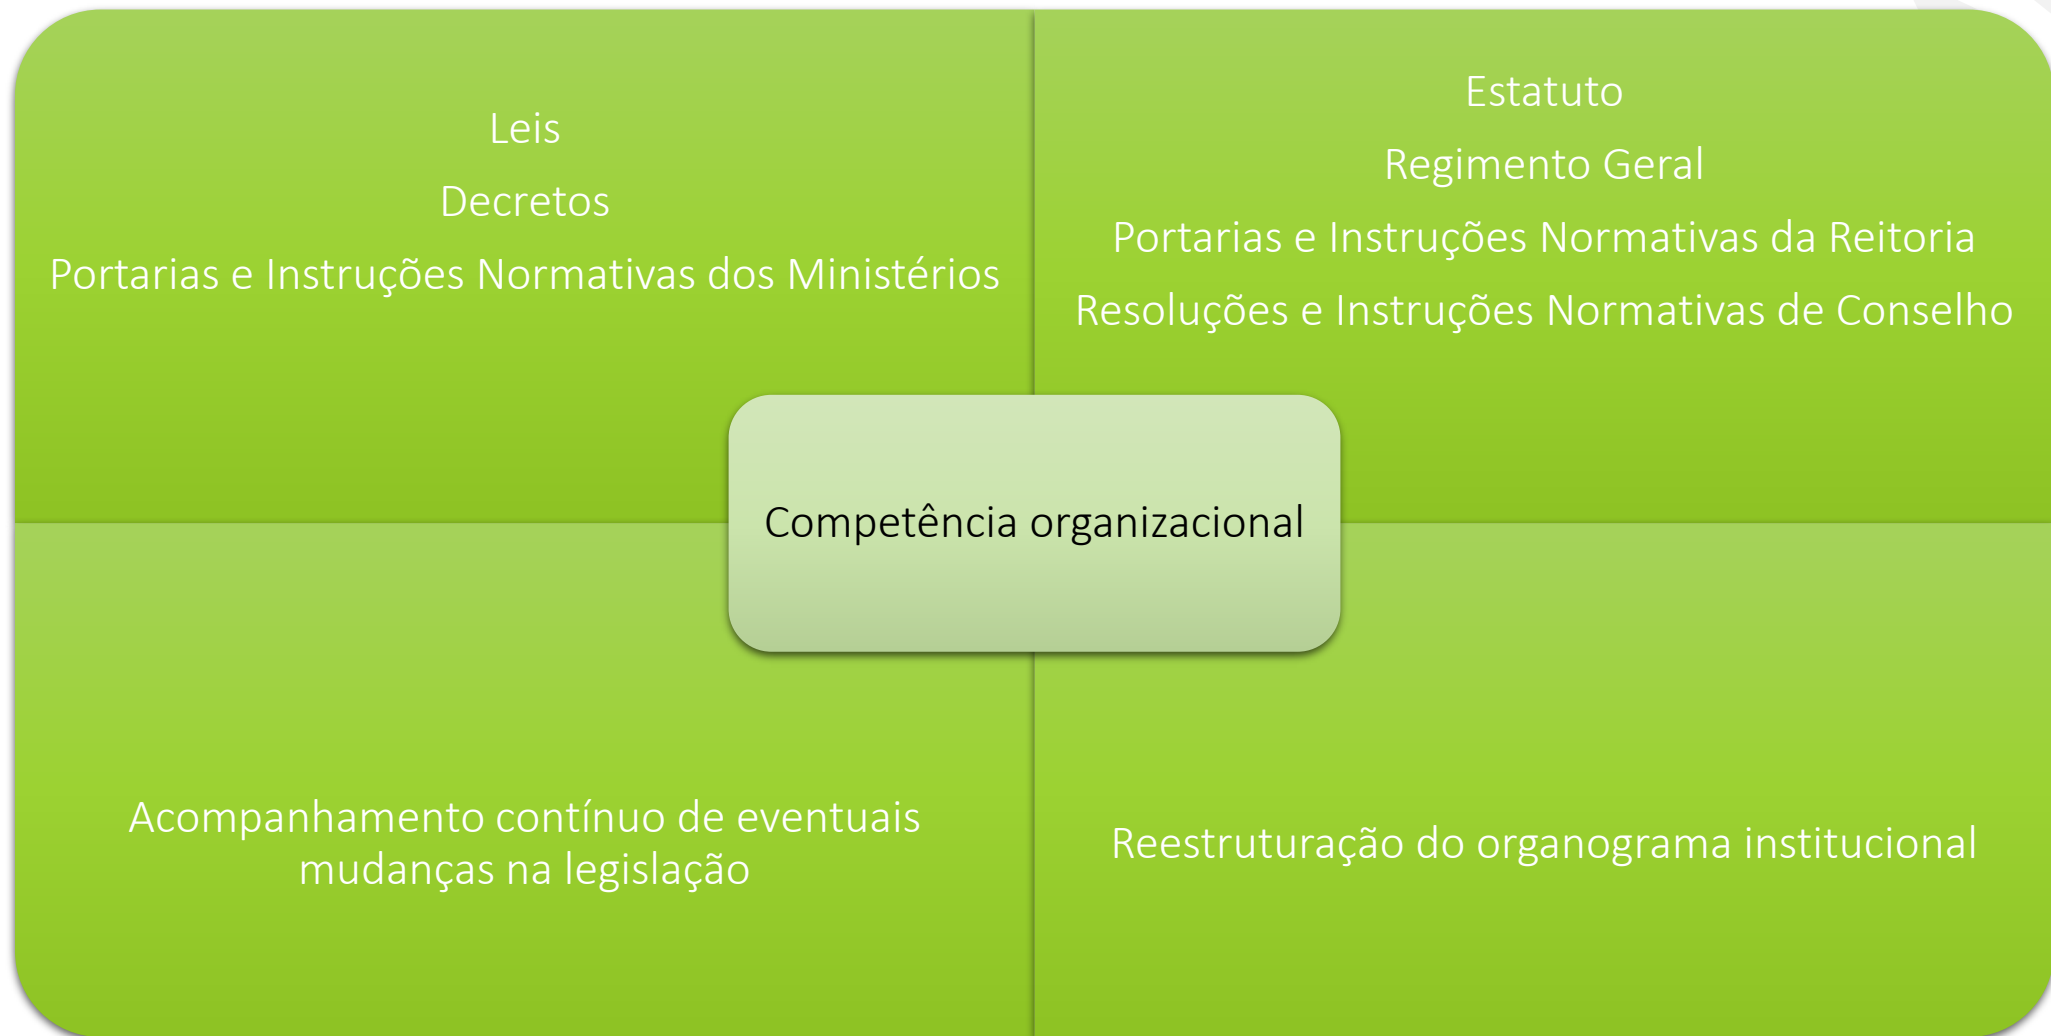 Leis
Decretos
Portarias e Instruções Normativas dos Ministérios
Estatuto
Regimento Geral
Portarias e Instruções Normativas da Reitoria
Resoluções e Instruções Normativas de Conselho
Competência organizacional
Acompanhamento contínuo de eventuais
mudanças na legislação
Reestruturação do organograma institucional